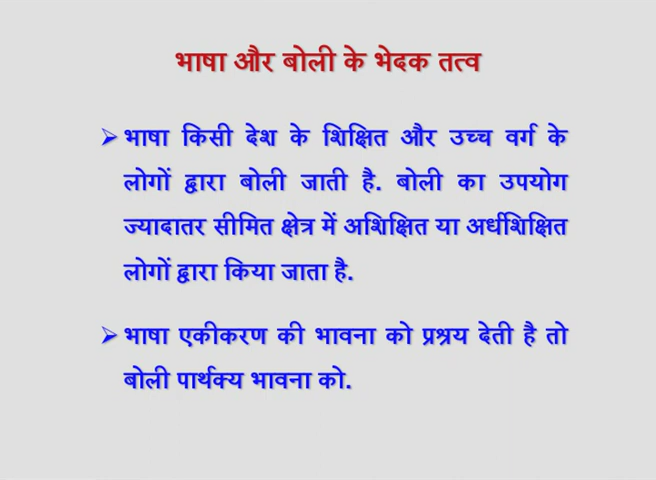 भाषा और बोली के भेदक तत्व
भाषा किसी देश के शिक्षित और उच्च वर्ग के
लोगों द्वारा बोली जाती है. बोली का उपयोग
ज्यादातर सीमित क्षेत्र में अशिक्षित या अर्धशिक्षित
लोगों द्वारा किया जाता है.
भाषा एकीकरण की भावना को प्रश्रय देती है तो
बोली पार्थक्य भावना को.